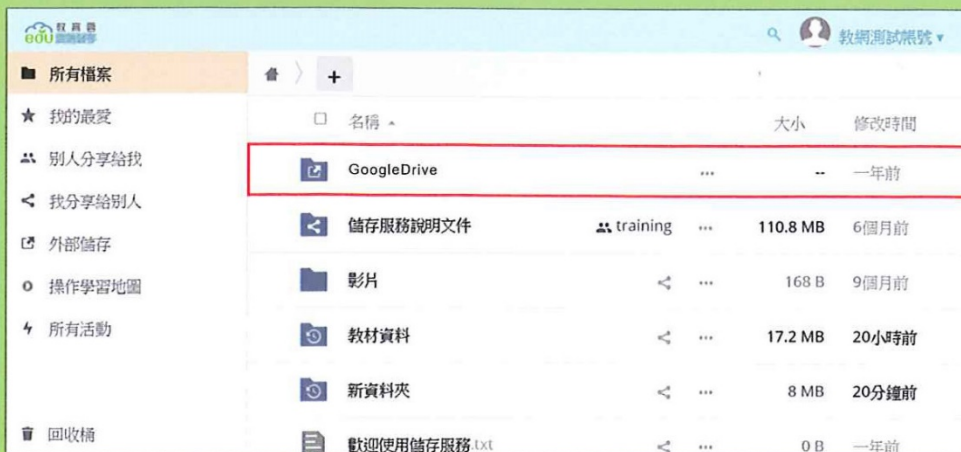 教育雲
edu 雲端储存
教網測試帳號
所有檔案
+
名稱
大小
修改時間
我的最愛
別人分享給我
我分享給別人
外部儲存
操作學習地圖
所有活動
回收桶
GoogleDrive
...
--
一年前
儲存服務說明文件
training
...
110.8 MB
6個月前
影片
...
168 B
9個月前
教材資料
...
17.2 MB
20小時前
新資料夾
...
8 MB
20分鐘前
歡迎使用儲存服務.txt
...
0 B
一年前